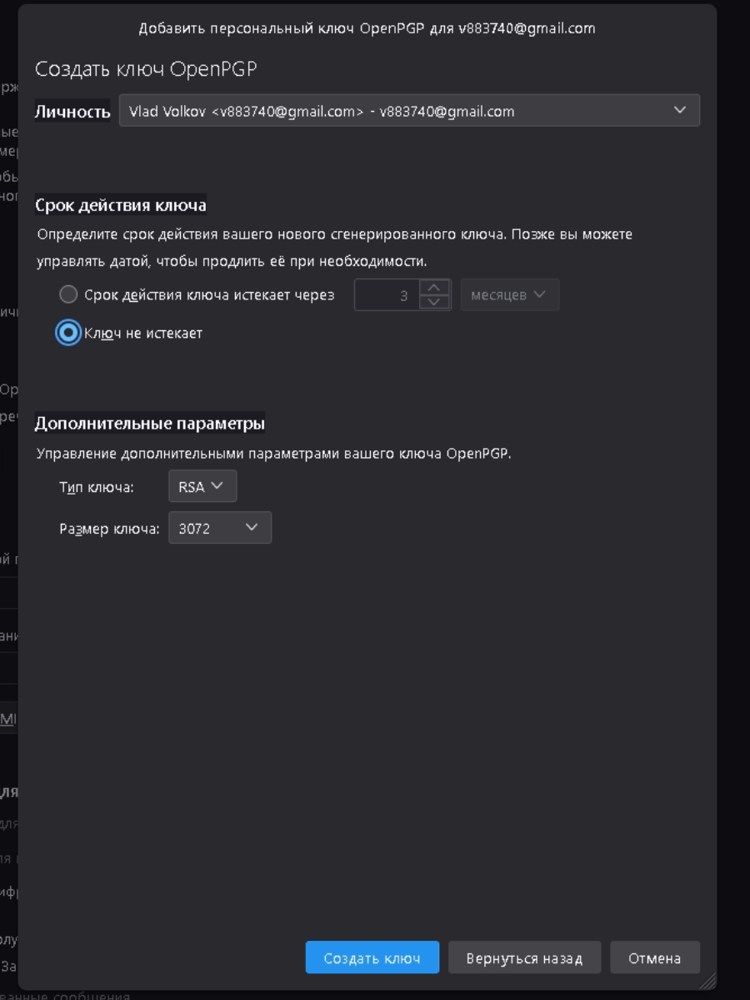 Добавить персональный ключ OpenPGP для v883740@gmail.com
Создать ключ OpenPGP
Личность Vlad Volkov <v883740@gmail.com> - v883740@gmail.com
Срок действия ключа
Определите срок действия вашего нового сгенерированного ключа. Позже вы можете
управлять датой, чтобы продлить её при необходимости.
Срок действия ключа истекает через 3 месяцев
Ключ не истекает
Дополнительные параметры
Управление дополнительными параметрами вашего ключа OpenPGP.
Тип ключа: RSA
Размер ключа: 3072
Создать ключ Вернуться назад Отмена